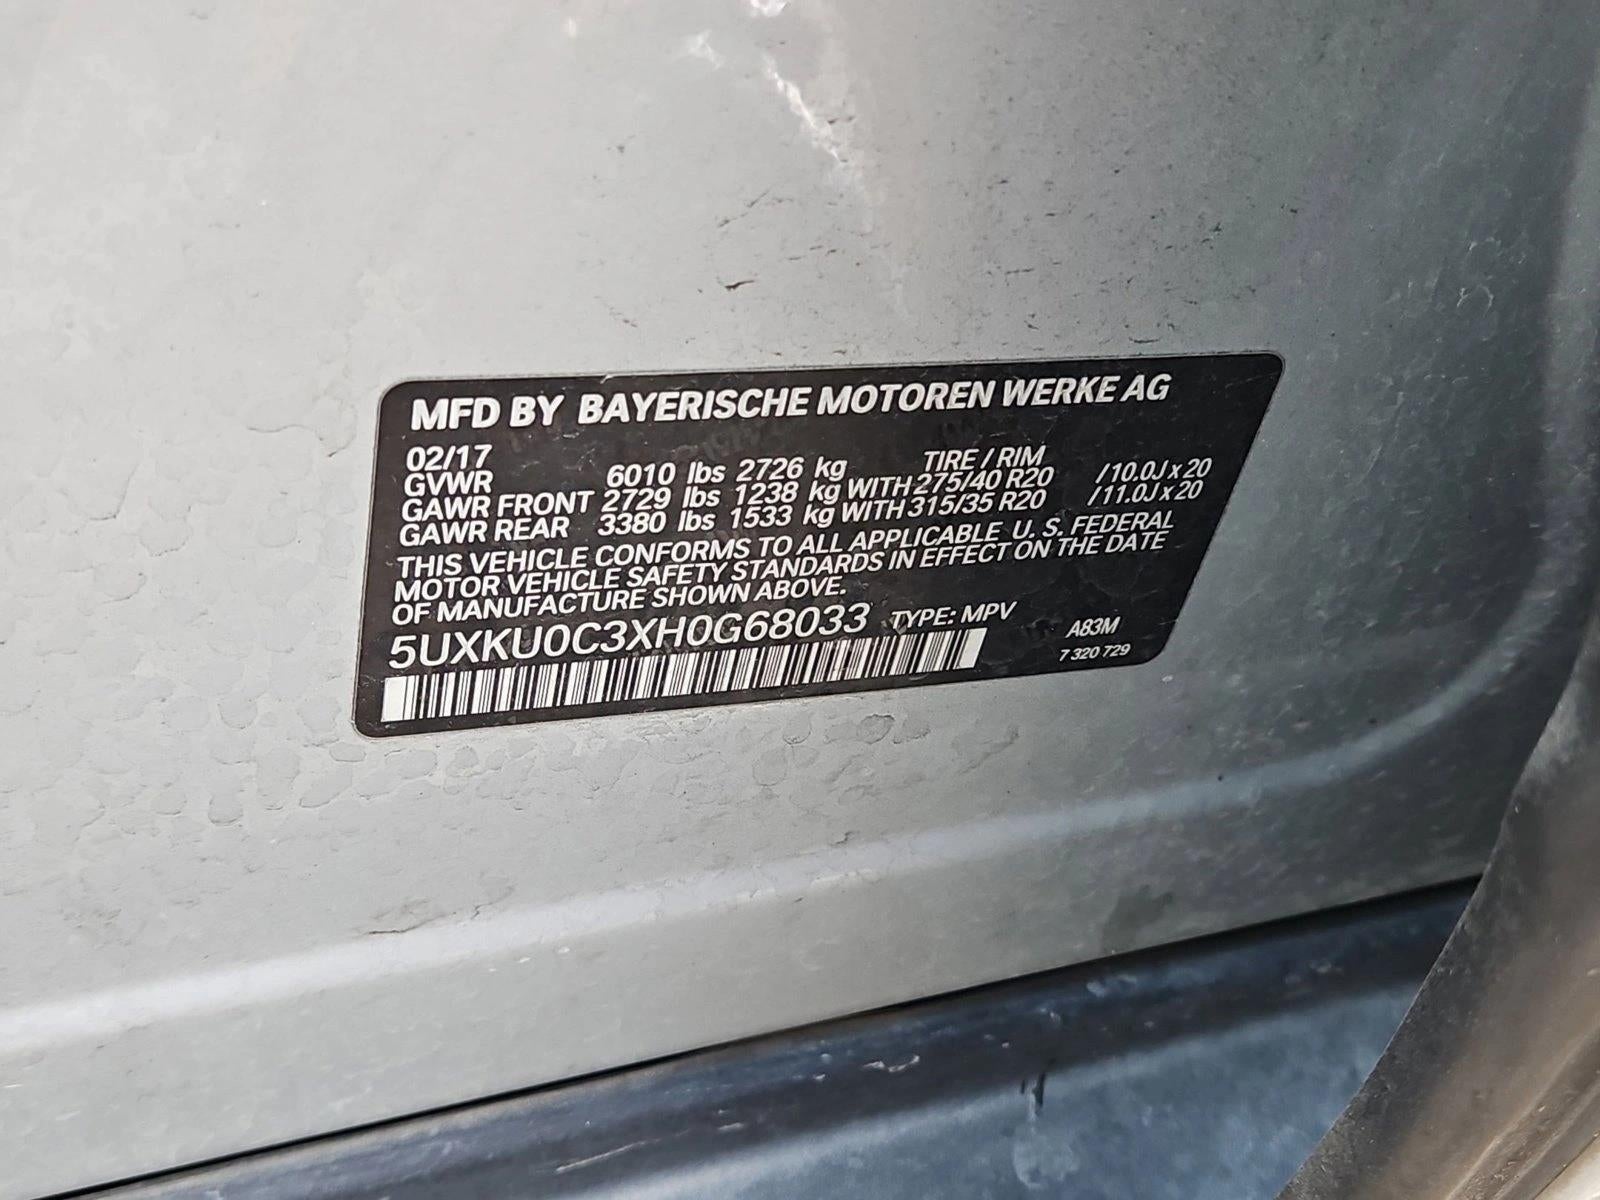 MFD BY BAYERISCHE MOTOREN WERKE AG
02/17 TIRE / RIM
GVWR 6010 lbs 2726 kg
GAWR FRONT 2729 lbs 1238 kg WITH 275/40 R20 /10.0J x 20
GAWR REAR 3380 lbs 1533 kg WITH 315/35 R20 /11.0J x 20
THIS VEHICLE CONFORMS TO ALL APPLICABLE U. S. FEDERAL
MOTOR VEHICLE SAFETY STANDARDS IN EFFECT ON THE DATE
OF MANUFACTURE SHOWN ABOVE.
5UXKU0C3XH0G68033 TYPE: MPV
A83M
7 320 729